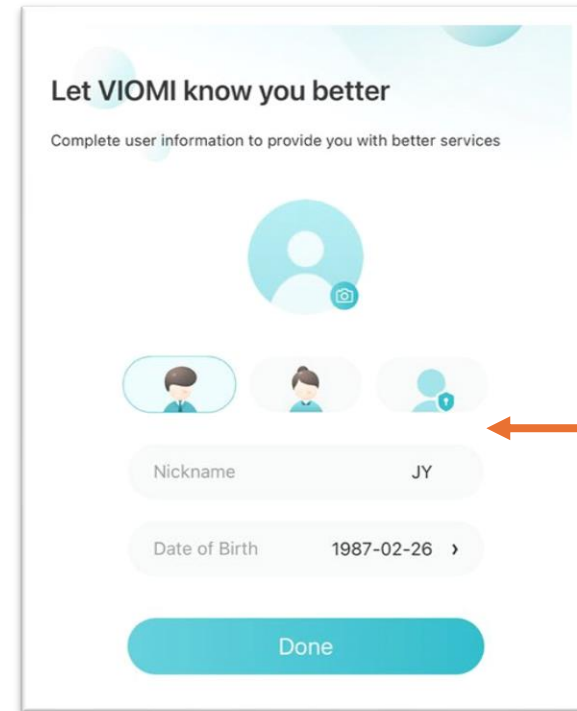 Let VIOMI know you better
Complete user information to provide you with better services
Nickname JY
Date of Birth 1987-02-26 ›
Done